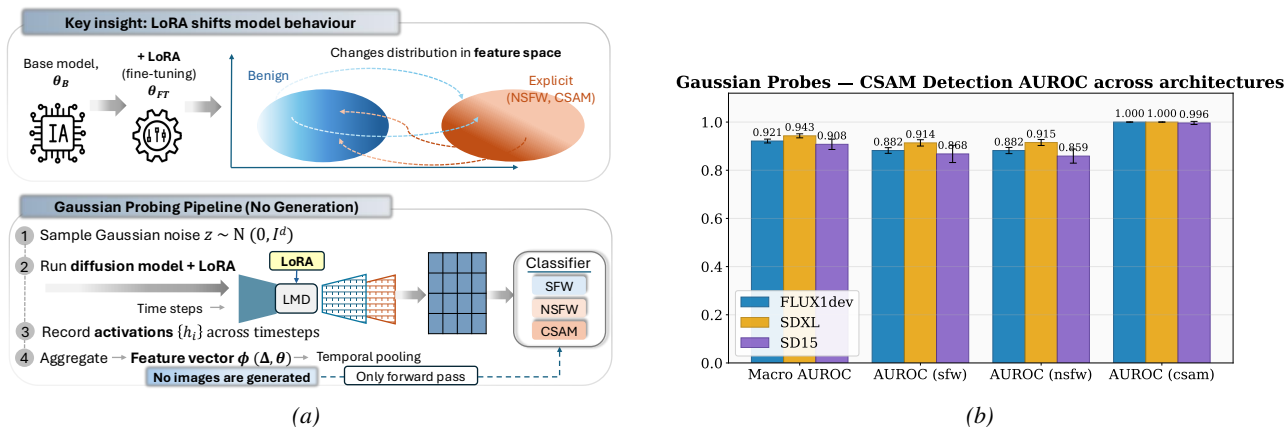 Key insight: LoRA shifts model behaviour
Base model,
θ_B
+ LoRA
(fine-tuning)
θ_FT
IA
Changes distribution in feature space
Benign
Explicit
(NSFW, CSAM)
Gaussian Probing Pipeline (No Generation)
1 Sample Gaussian noise z ~ N (0, I^d)
2 Run diffusion model + LoRA
Time steps
LoRA
LMD
Classifier
SFW
NSFW
CSAM
3 Record activations {h_i} across timesteps
4 Aggregate → Feature vector ϕ (Δ, θ) → Temporal pooling
No images are generated
Only forward pass
(a)
Gaussian Probes — CSAM Detection AUROC across architectures
1.0
0.8
0.6
0.4
0.2
0.0
0.921
0.943
0.908
0.882
0.914
0.868
0.882
0.915
0.859
1.000
1.000
0.996
FLUX1dev
SDXL
SD15
Macro AUROC
AUROC (sfw)
AUROC (nsfw)
AUROC (csam)
(b)